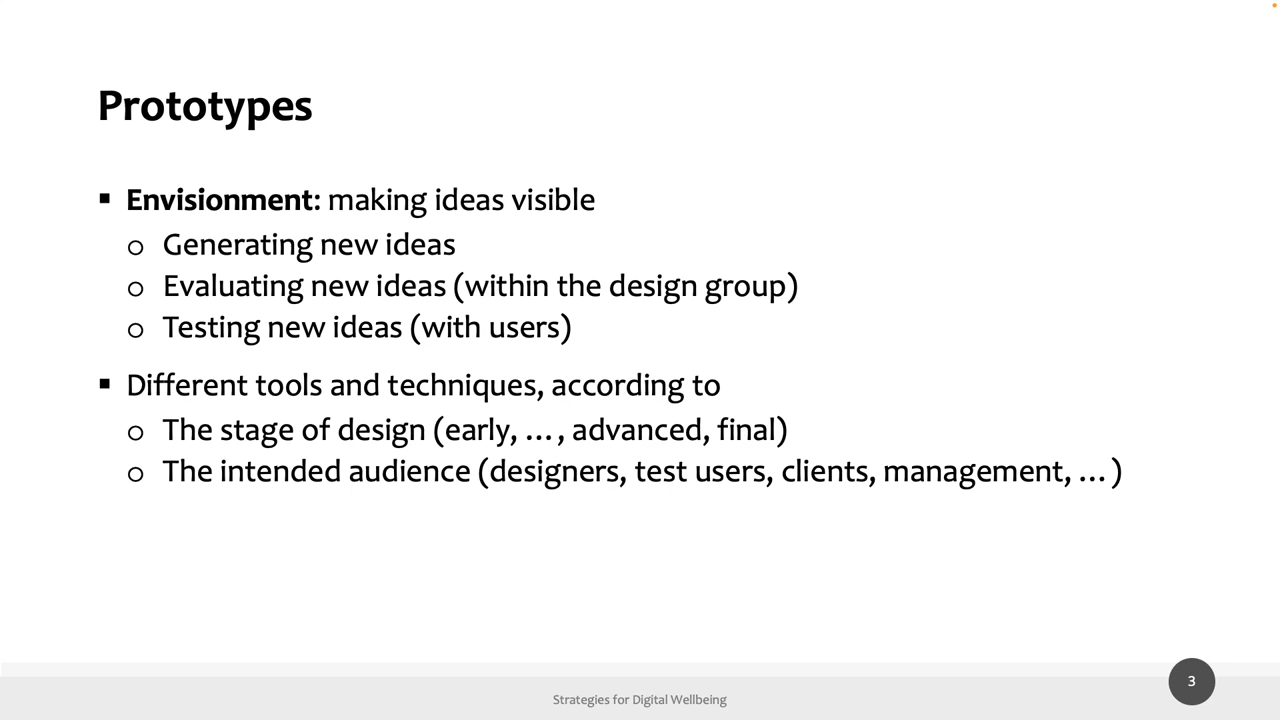 Prototypes
▪ Envisionment: making ideas visible
o Generating new ideas
o Evaluating new ideas (within the design group)
o Testing new ideas (with users)
▪ Different tools and techniques, according to
o The stage of design (early, …, advanced, final)
o The intended audience (designers, test users, clients, management, …)
Strategies for Digital Wellbeing
3